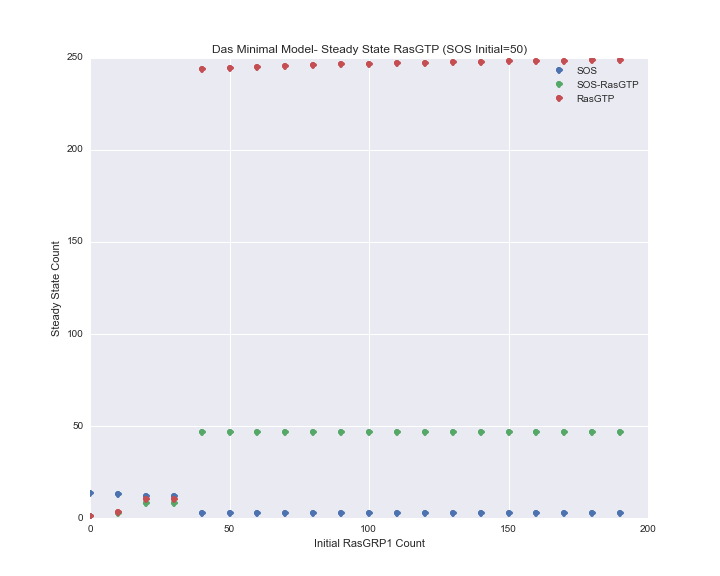 Das Minimal Model- Steady State RasGTP (SOS Initial=50)
250
200
150
100
50
0
Steady State Count
SOS
SOS-RasGTP
RasGTP
0 50 100 150 200
Initial RasGRP1 Count